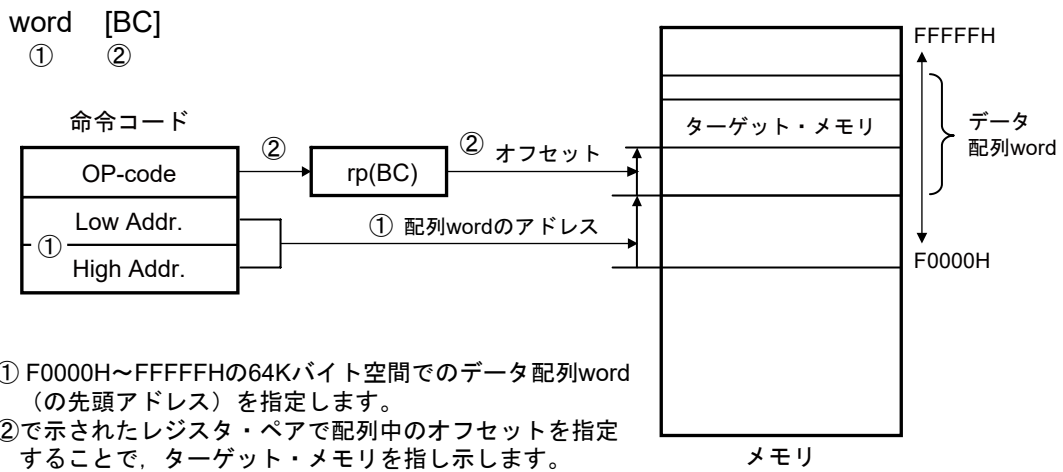 word [BC]
① ②
命令コード
OP-code
Low Addr.
①
High Addr.
②
rp(BC)
② オフセット
① 配列wordのアドレス
ターゲット・メモリ
FFFFFH
データ
配列word
F0000H
メモリ
① F0000H～FFFFFHの64Kバイト空間でのデータ配列word
（の先頭アドレス）を指定します。
②で示されたレジスタ・ペアで配列中のオフセットを指定
することで，ターゲット・メモリを指し示します。